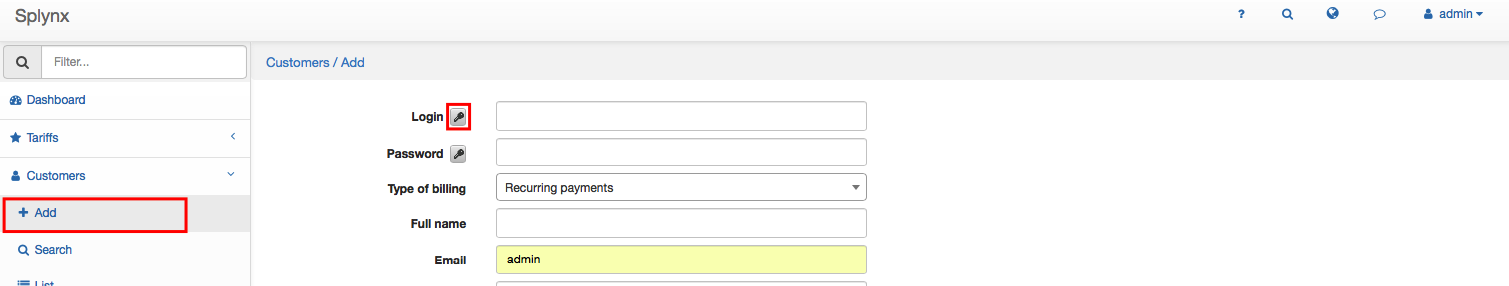 Splynx
? admin
Filter...
Customers / Add
Dashboard
Tariffs
Customers
Add
Search
List
Login
Password
Type of billing Recurring payments
Full name
Email admin